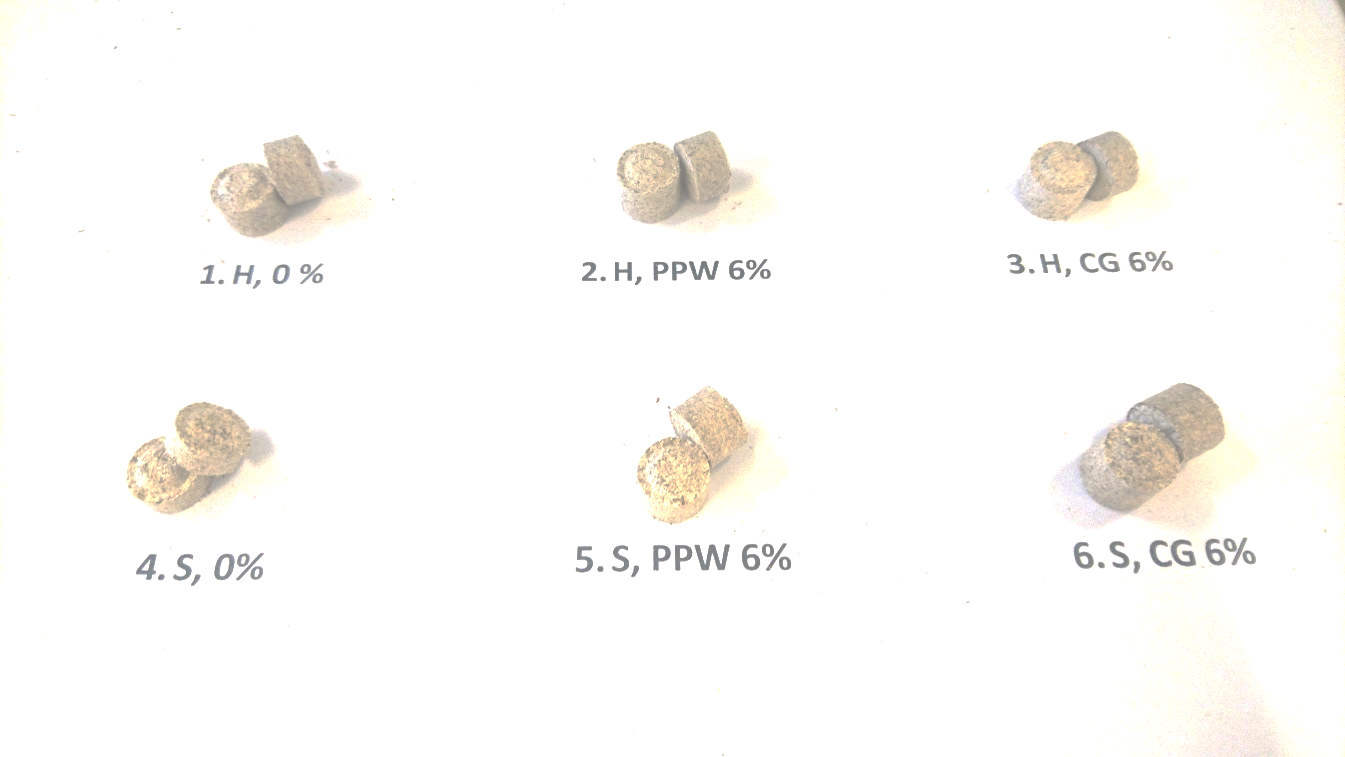 1. H, 0 %
2. H, PPW 6%
3. H, CG 6%
4. S, 0%
5. S, PPW 6%
6. S, CG 6%